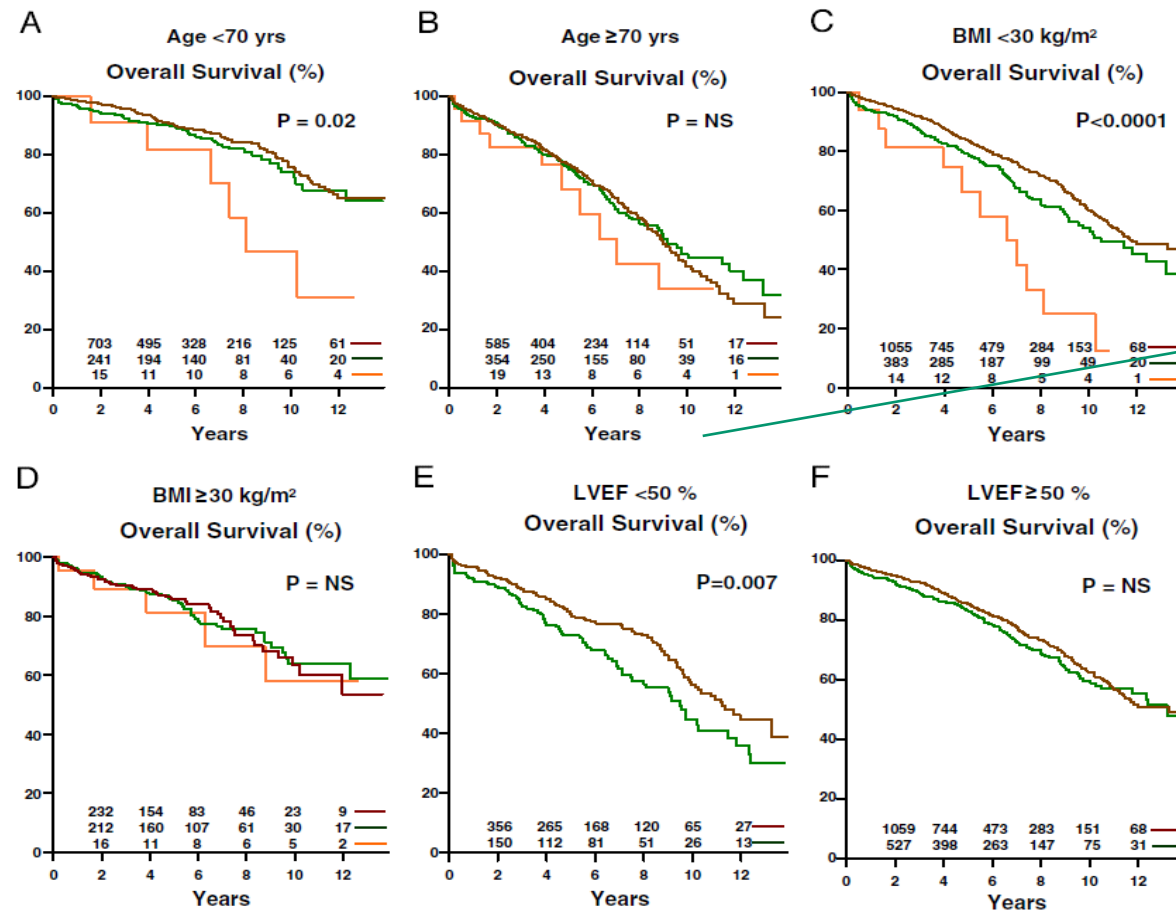 A
Age <70 yrs
Overall Survival (%)
P = 0.02
100
80
60
40
20
0
703 495 328 216 125 61
241 194 140 81 40 20
15 11 10 8 6 4
0 2 4 6 8 10 12
Years
B
Age ≥70 yrs
Overall Survival (%)
P = NS
100
80
60
40
20
0
585 404 234 114 51 17
354 250 155 80 39 16
19 13 8 6 4 1
0 2 4 6 8 10 12
Years
C
BMI <30 kg/m²
Overall Survival (%)
P<0.0001
100
80
60
40
20
0
1055 745 479 284 153 68
383 285 187 99 49 20
14 12 8 5 4 1
0 2 4 6 8 10 12
Years
D
BMI ≥30 kg/m²
Overall Survival (%)
P = NS
100
80
60
40
20
0
232 154 83 46 23 9
212 160 107 61 30 17
16 11 8 6 5 2
0 2 4 6 8 10 12
Years
E
LVEF <50 %
Overall Survival (%)
P=0.007
100
80
60
40
20
0
356 265 168 120 65 27
150 112 81 51 26 13
0 2 4 6 8 10 12
Years
F
LVEF ≥ 50 %
Overall Survival (%)
P = NS
100
80
60
40
20
0
1059 744 473 283 151 68
527 398 263 147 75 31
0 2 4 6 8 10 12
Years